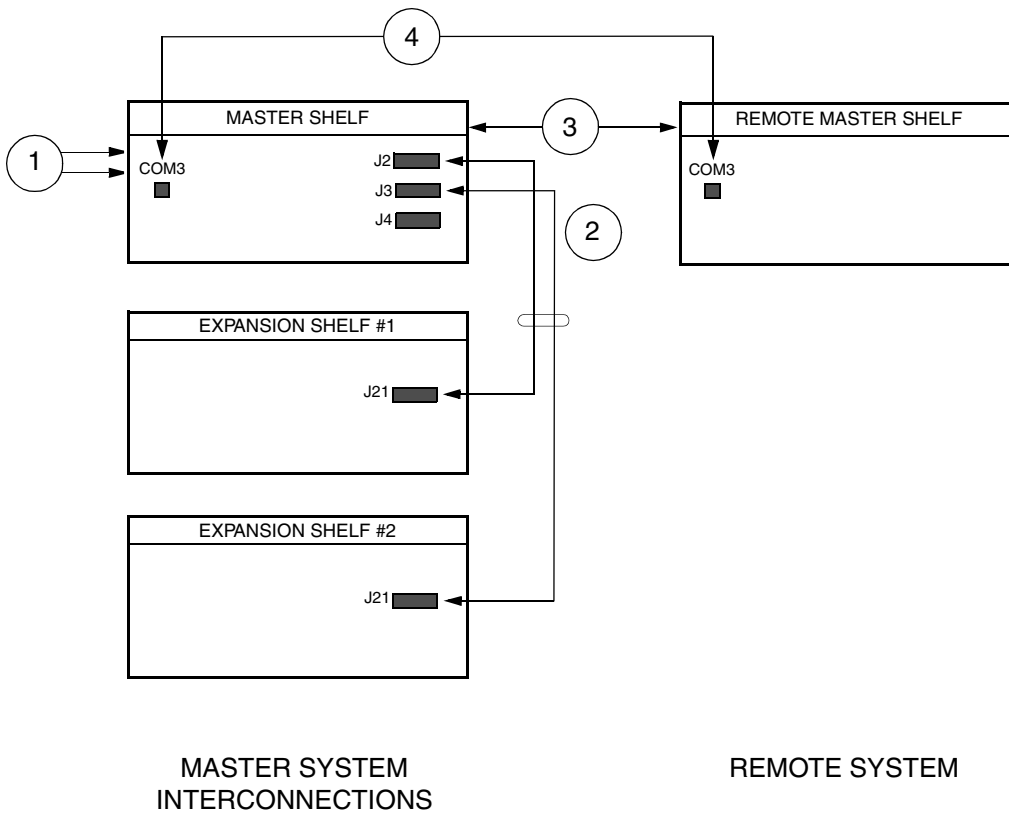 4
MASTER SHELF
3
REMOTE MASTER SHELF
1
COM3
J2
COM3
J3
J4
2
EXPANSION SHELF #1
J21
EXPANSION SHELF #2
J21
MASTER SYSTEM
INTERCONNECTIONS
REMOTE SYSTEM